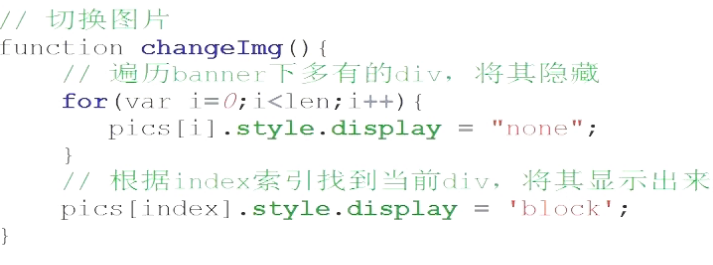 // 切换图片
function changeImg(){
    // 遍历banner下多有的div，将其隐藏
    for(var i=0;i<len;i++){
       pics[i].style.display = "none";
    }
    // 根据index索引找到当前div，将其显示出来
    pics[index].style.display = 'block';
}